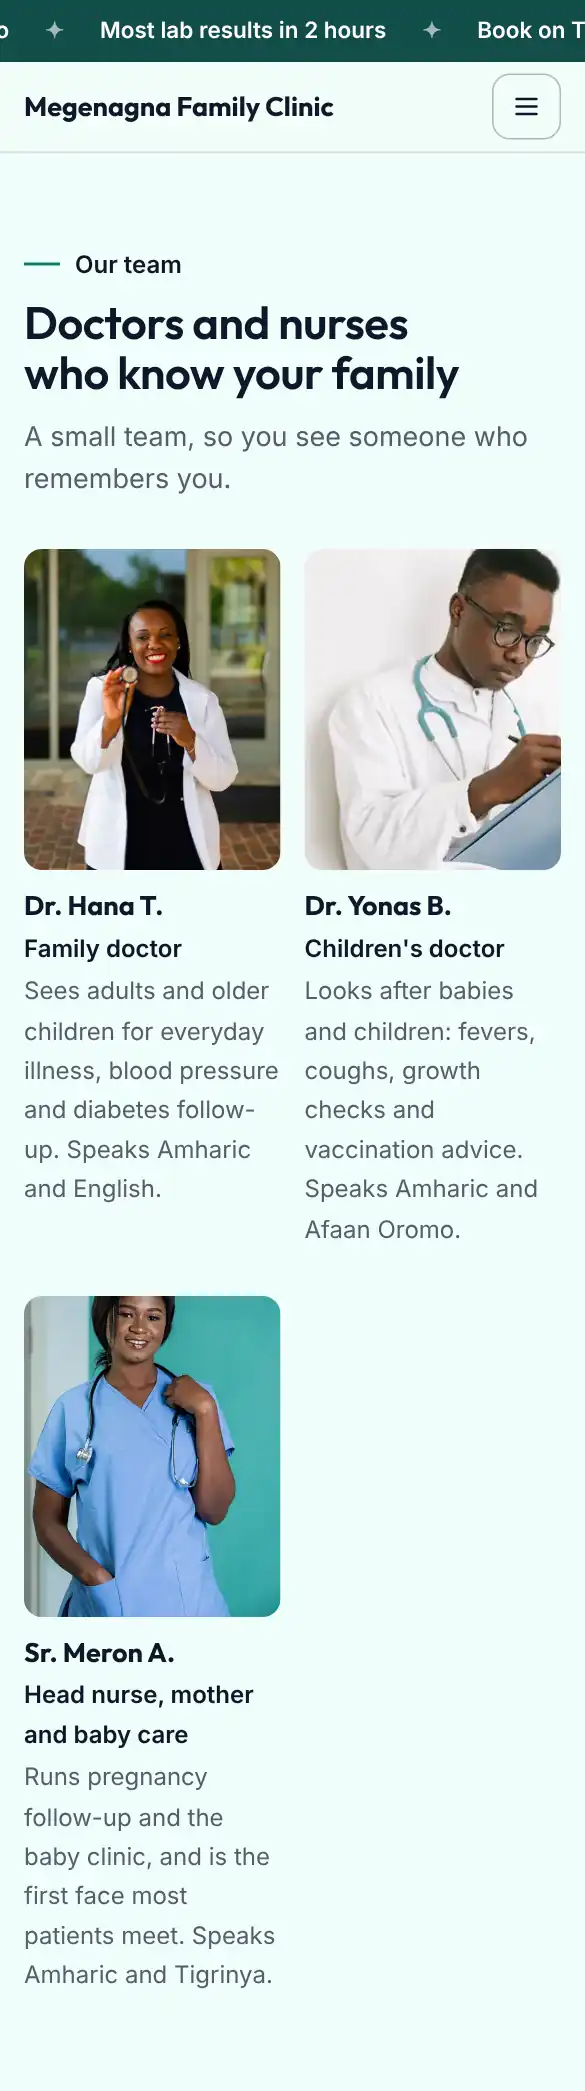 o ✦ Most lab results in 2 hours ✦ Book on T
Megenagna Family Clinic
Our team
Doctors and nurses
who know your family
A small team, so you see someone who
remembers you.
Dr. Hana T.
Family doctor
Sees adults and older
children for everyday
illness, blood pressure
and diabetes follow-
up. Speaks Amharic
and English.
Dr. Yonas B.
Children's doctor
Looks after babies
and children: fevers,
coughs, growth
checks and
vaccination advice.
Speaks Amharic and
Afaan Oromo.
Sr. Meron A.
Head nurse, mother
and baby care
Runs pregnancy
follow-up and the
baby clinic, and is the
first face most
patients meet. Speaks
Amharic and Tigrinya.